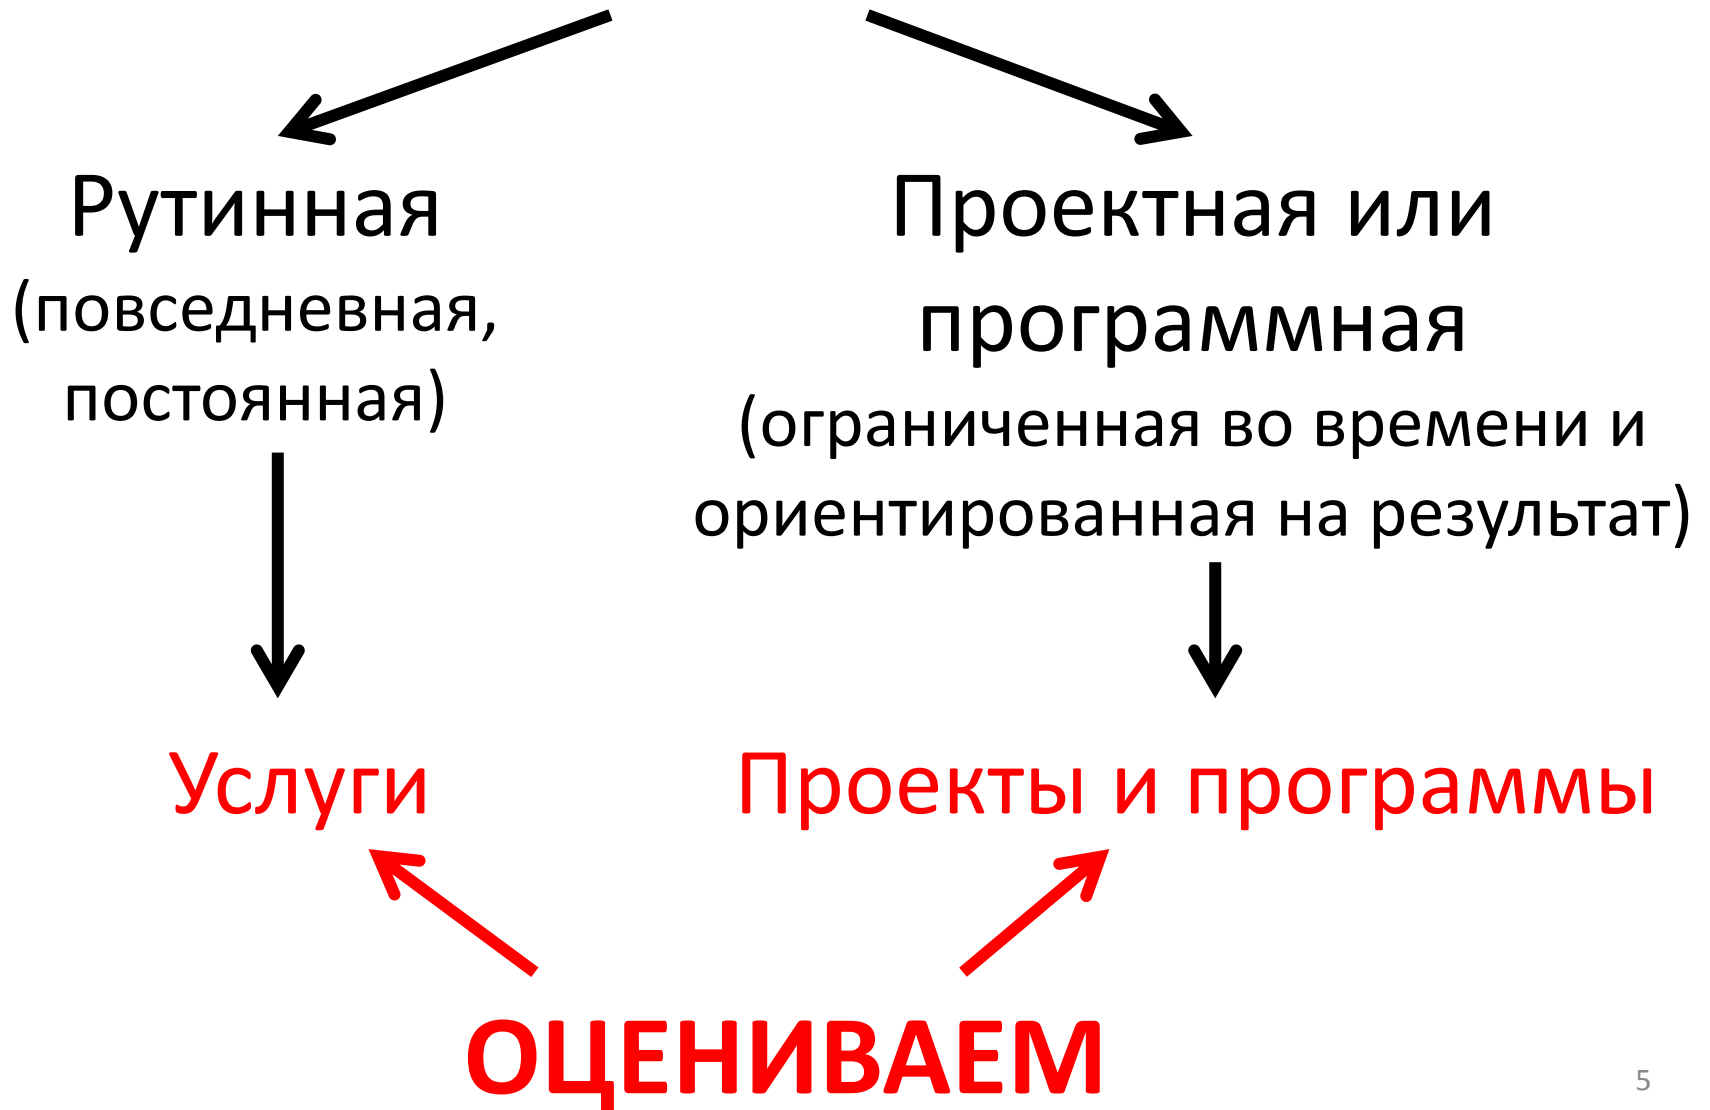 Рутинная
(повседневная,
постоянная)
Проектная или
программная
(ограниченная во времени и
ориентированная на результат)
Услуги
Проекты и программы
ОЦЕНИВАЕМ
5